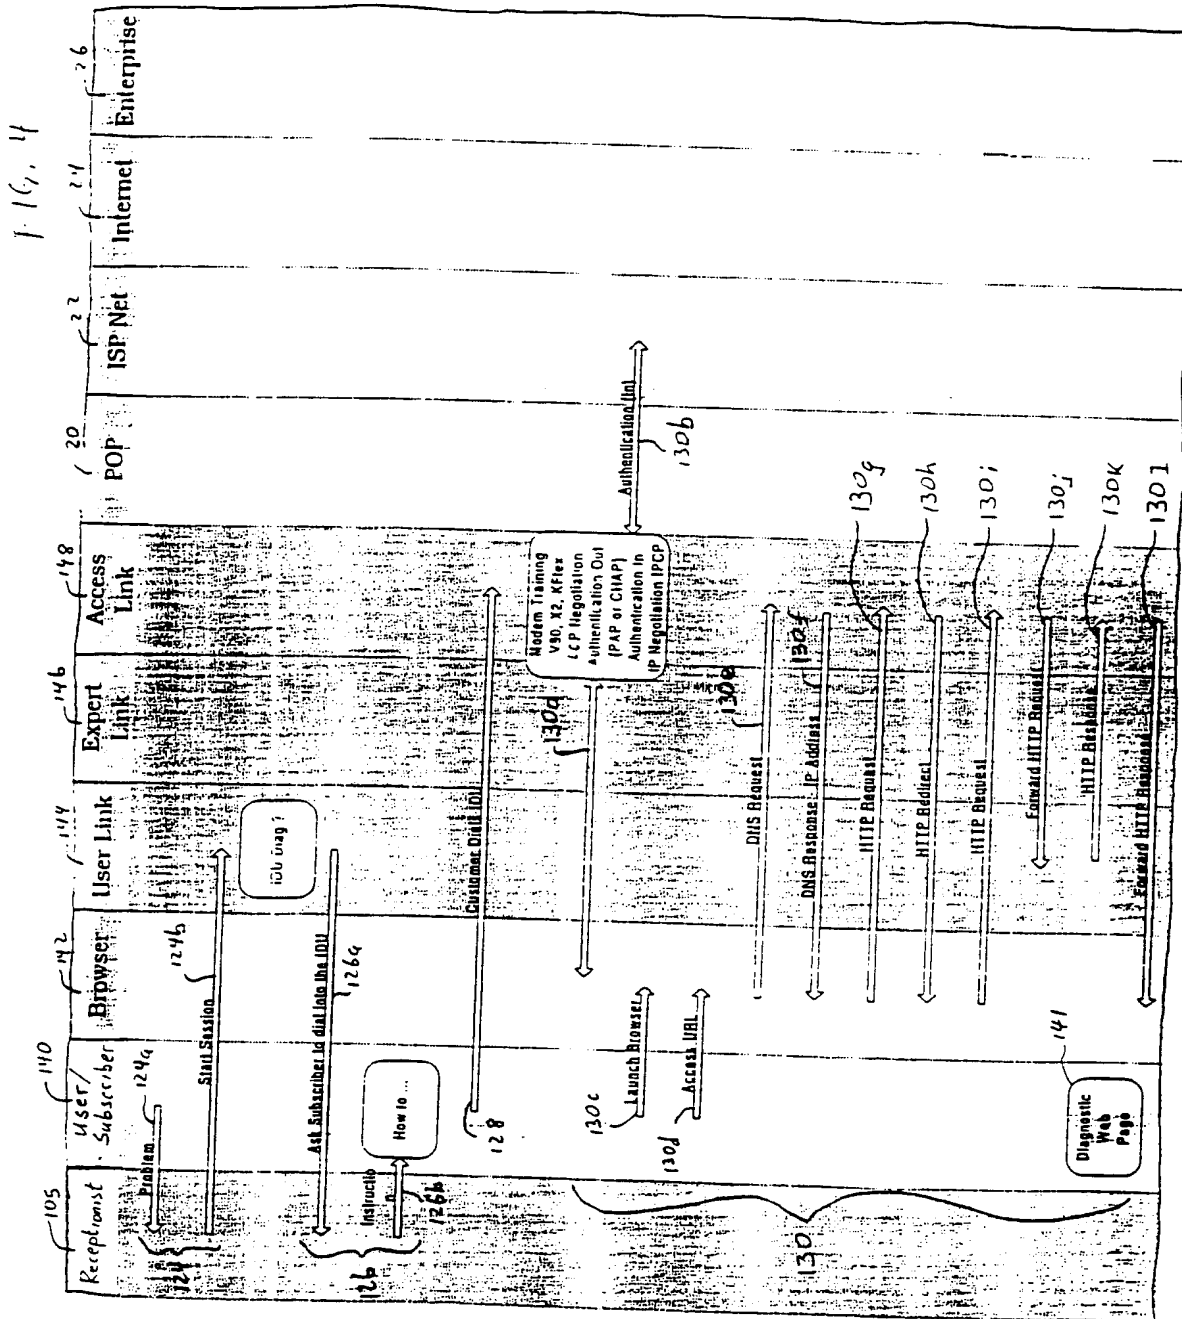 FIG. 4
105
140
142
144
146
148
20
22
24
26
Receptionist
User/
Subscriber
Browser
User Link
Expert
Link
Access
Link
POP
ISP Net
Internet
Enterprise
124
Problem
124a
Start Session
124b
IDU Diag ?
126
Ask Subscriber to dial into the IDU
126a
Instructio
n
126b
How to ...
128
Customer Dials IDU
130
130a
Modem Training
V90, X2, KFlex
LCP Negotiation
Authentication Out
(PAP or CHAP)
Authentication In
IP Negotiation IPCP
Authentication (In)
130b
130c
Launch Browser
130d
Access URL
DNS Request
130e
DNS Response - IP Address
130f
HTTP Request
130g
HTTP Redirect
130h
HTTP Request
130i
Forward HTTP Request
130j
HTTP Response
130k
Forward HTTP Response
130l
141
Diagnostic
Web
Page